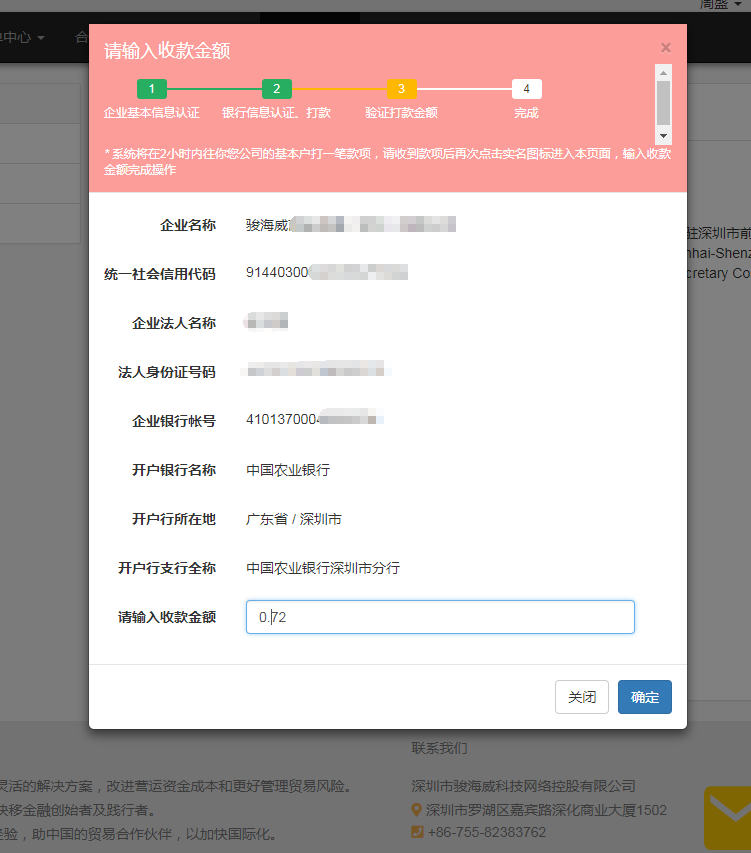 周盛
中心
合
请输入收款金额
×
1 2 3 4
企业基本信息认证 银行信息认证、打款 验证打款金额 完成
*系统将在2小时内往你您公司的基本户打一笔款项，请收到款项后再次点击实名图标进入本页面，输入收款
金额完成操作
企业名称 骏海威
驻深圳市前
nhai-Shenz
cretary Co
统一社会信用代码 91440300
企业法人名称
法人身份证号码
企业银行帐号 410137000
开户银行名称 中国农业银行
开户行所在地 广东省 / 深圳市
开户行支行全称 中国农业银行深圳市分行
请输入收款金额 0.72
关闭 确定
联系我们
灵活的解决方案，改进营运资金成本和更好管理贸易风险。 深圳市骏海威科技网络控股有限公司
快移金融创始者及践行者。 深圳市罗湖区嘉宾路深化商业大厦1502
经验，助中国的贸易合作伙伴，以加快国际化。 +86-755-82383762